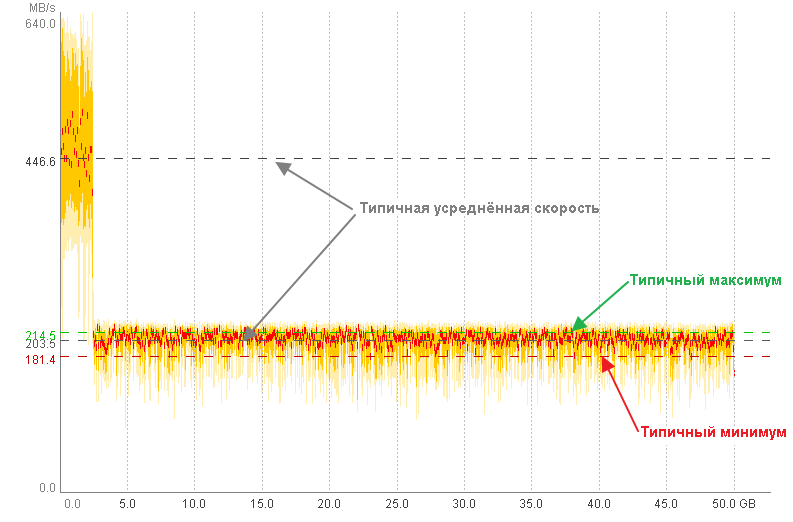 MB/s
640.0
446.6
Типичная усреднённая скорость
Типичный максимум
214.5
203.5
181.4
Типичный минимум
0.0
0.0 5.0 10.0 15.0 20.0 25.0 30.0 35.0 40.0 45.0 50.0 GB